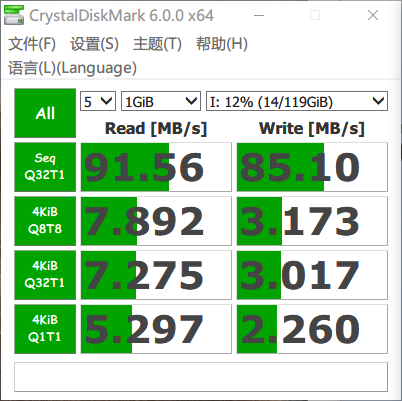 CrystalDiskMark 6.0.0 x64
文件(F) 设置(S) 主题(T) 帮助(H)
语言(L)(Language)
All 5 1GiB I: 12% (14/119GiB)
Read [MB/s] Write [MB/s]
Seq
Q32T1 91.56 85.10
4KiB
Q8T8 7.892 3.173
4KiB
Q32T1 7.275 3.017
4KiB
Q1T1 5.297 2.260